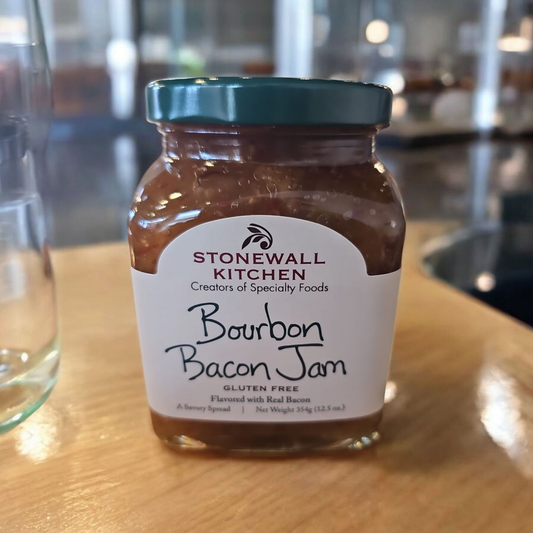 STONEWALL
KITCHEN
Creators of Specialty Foods
Bourbon
Bacon Jam
GLUTEN FREE
Flavored with Real Bacon
A Savory Spread | Net Weight 354g (12.5 oz.)